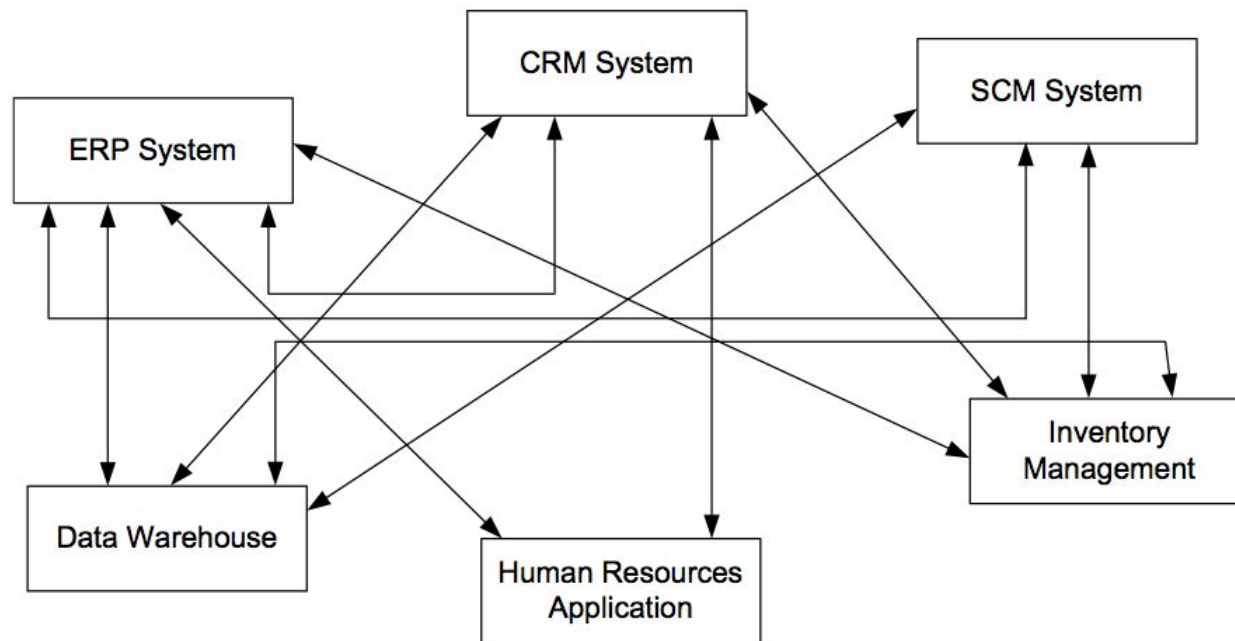 CRM System
SCM System
ERP System
Inventory
Management
Data Warehouse
Human Resources
Application